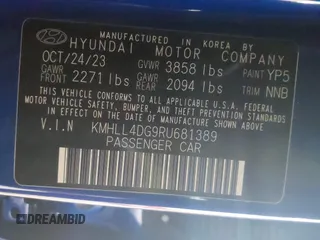 MANUFACTURED IN KOREA BY
HYUNDAI MOTOR COMPANY
OCT/24/23 GVWR 3858 lbs PAINT YP5
GAWR FRONT 2271 lbs GAWR REAR 2094 lbs TRIM NNB
THIS VEHICLE CONFORMS TO ALL APPLICABLE U.S. FEDERAL MOTOR
VEHICLE SAFETY, BUMPER, AND THEFT PREVENTION STANDARDS IN
EFFECT ON THE DATE OF MANUFACTURE SHOWN ABOVE.
V.I.N KMHLL4DG9RU681389
PASSENGER CAR
DREAMBID